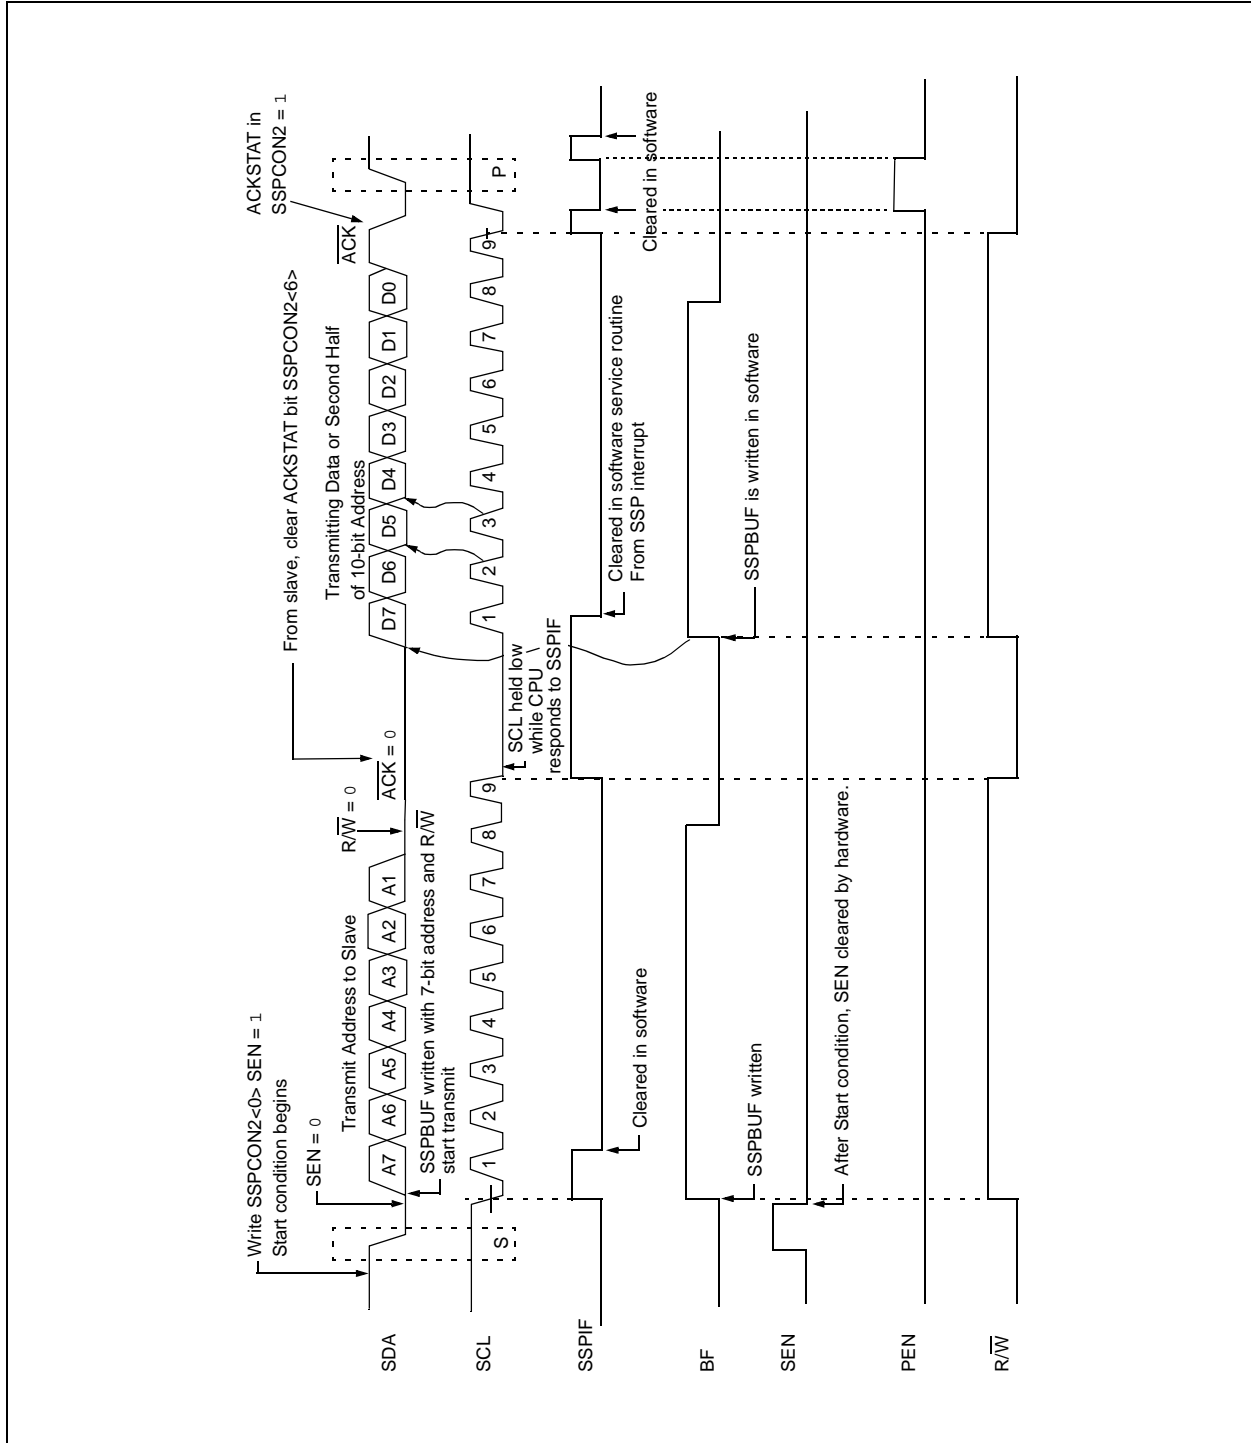 Write SSPCON2<0> SEN = 1
Start condition begins
SEN = 0
Transmit Address to Slave
R/W = 0
From slave, clear ACKSTAT bit SSPCON2<6>
ACK = 0
Transmitting Data or Second Half
of 10-bit Address
ACKSTAT in
SSPCON2 = 1
ACK
SDA
A7 A6 A5 A4 A3 A2 A1
D7 D6 D5 D4 D3 D2 D1 D0
SSPBUF written with 7-bit address and R/W
start transmit
SCL
S
1 2 3 4 5 6 7 8 9
1 2 3 4 5 6 7 8 9
P
SCL held low
while CPU
responds to SSPIF
SSPIF
Cleared in software
Cleared in software service routine
From SSP interrupt
Cleared in software
Cleared in software
BF
SSPBUF written
SSPBUF is written in software
SEN
After Start condition, SEN cleared by hardware.
PEN
R/W